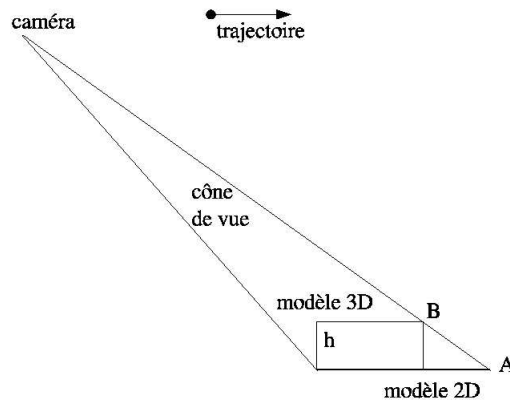 caméra
trajectoire
cône
de vue
modèle 3D
B
h
A
modèle 2D